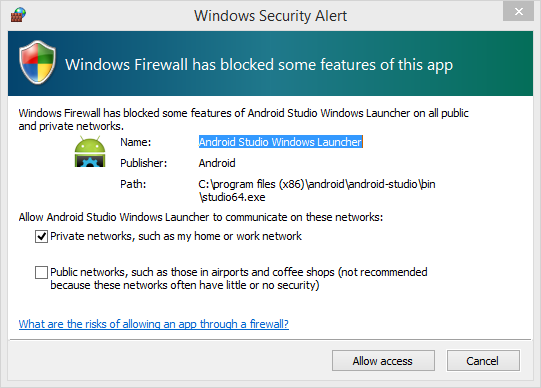 Windows Security Alert
Windows Firewall has blocked some features of this app
Windows Firewall has blocked some features of Android Studio Windows Launcher on all public
and private networks.
Name: Android Studio Windows Launcher
Publisher: Android
Path: C:\program files (x86)\android\android-studio\bin
\studio64.exe
Allow Android Studio Windows Launcher to communicate on these networks:
Private networks, such as my home or work network
Public networks, such as those in airports and coffee shops (not recommended
because these networks often have little or no security)
What are the risks of allowing an app through a firewall?
Allow access Cancel